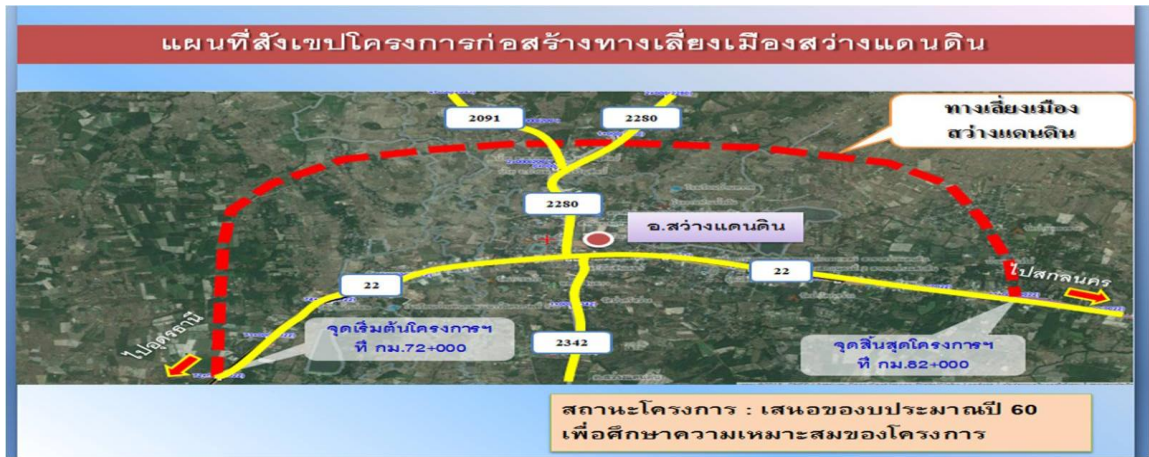 แผนที่สังเขปโครงการก่อสร้างทางเลี่ยงเมืองสว่างแดนดิน
2091
2280
ทางเลี่ยงเมือง
สว่างแดนดิน
2280
อ.สว่างแดนดิน
22
22
ไปสกลนคร
ไปอุดรธานี
จุดเริ่มต้นโครงการฯ
ที่ กม.72+000
2342
จุดสิ้นสุดโครงการฯ
ที่ กม.82+000
สถานะโครงการ : เสนอของบประมาณปี 60
เพื่อศึกษาความเหมาะสมของโครงการ